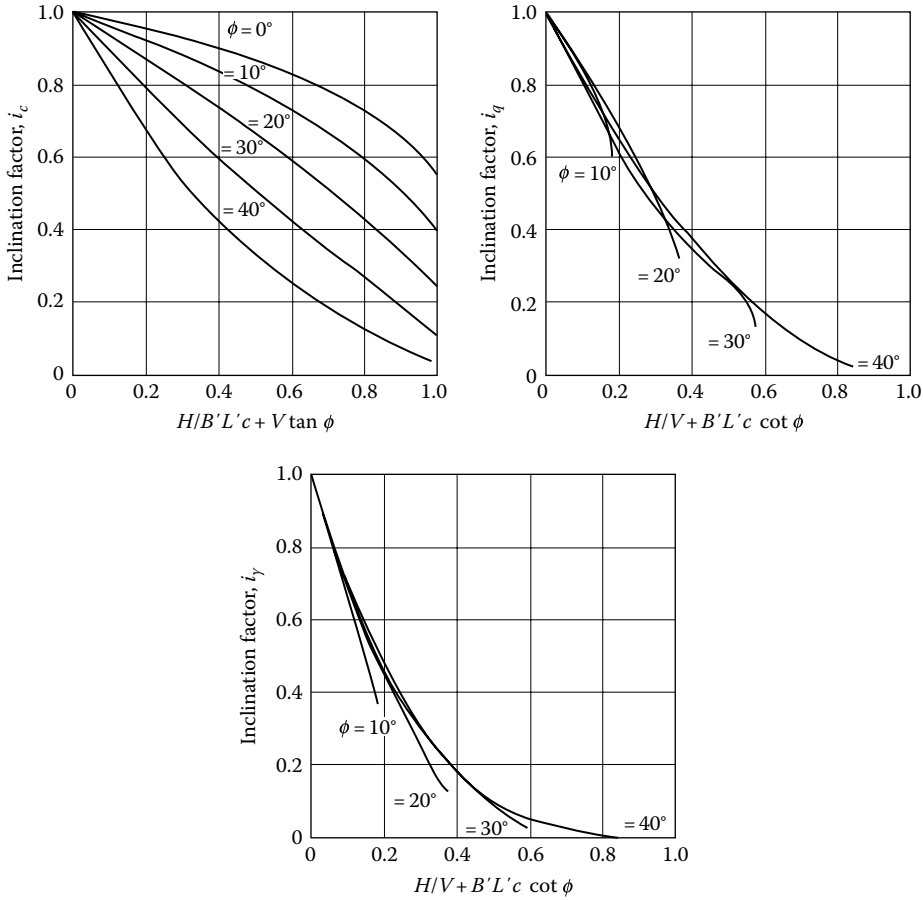 1.0
0.8
0.6
0.4
0.2
0
Inclination factor, i_c
ϕ = 0°
= 10°
= 20°
= 30°
= 40°
0 0.2 0.4 0.6 0.8 1.0
H/B′L′c + V tan ϕ
1.0
0.8
0.6
0.4
0.2
0
Inclination factor, i_q
ϕ = 10°
= 20°
= 30°
= 40°
0 0.2 0.4 0.6 0.8 1.0
H/V + B′L′c cot ϕ
1.0
0.8
0.6
0.4
0.2
0
Inclination factor, i_γ
ϕ = 10°
= 20°
= 30°
= 40°
0 0.2 0.4 0.6 0.8 1.0
H/V + B′L′c cot ϕ